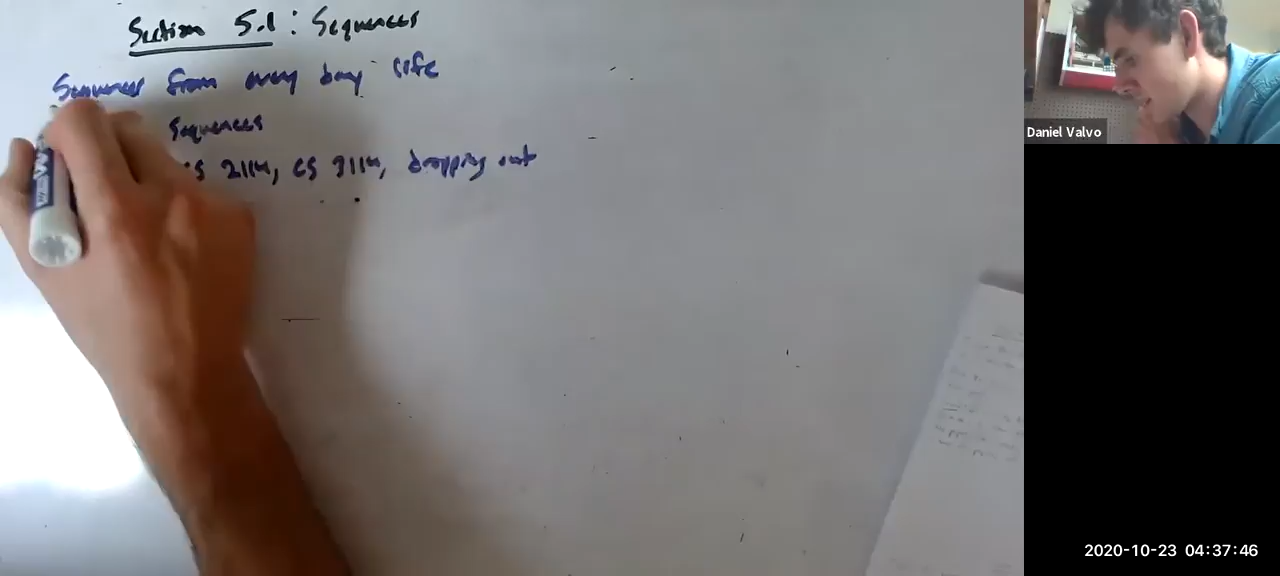 Section 5.1 : Sequences
Sequences from every day life
Sequences
CS 211M, CS 311M, dropping out
Daniel Valvo
2020-10-23 04:37:46